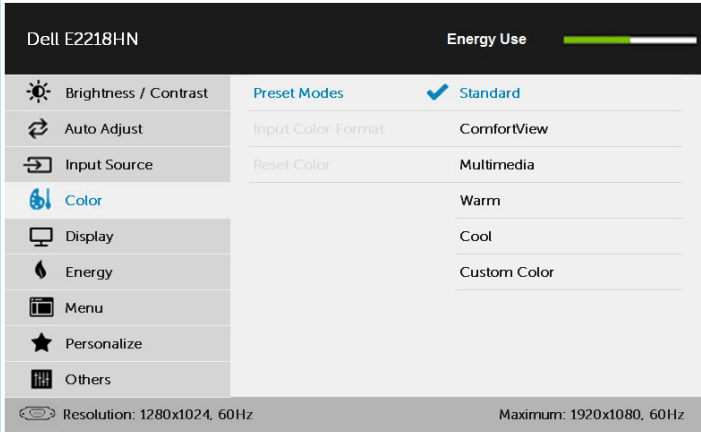 Dell E2218HN Energy Use
Brightness / Contrast Preset Modes Standard
Auto Adjust Input Color Format ComfortView
Input Source Reset Color Multimedia
Color Warm
Display Cool
Energy Custom Color
Menu
Personalize
Others
Resolution: 1280x1024, 60Hz Maximum: 1920x1080, 60Hz